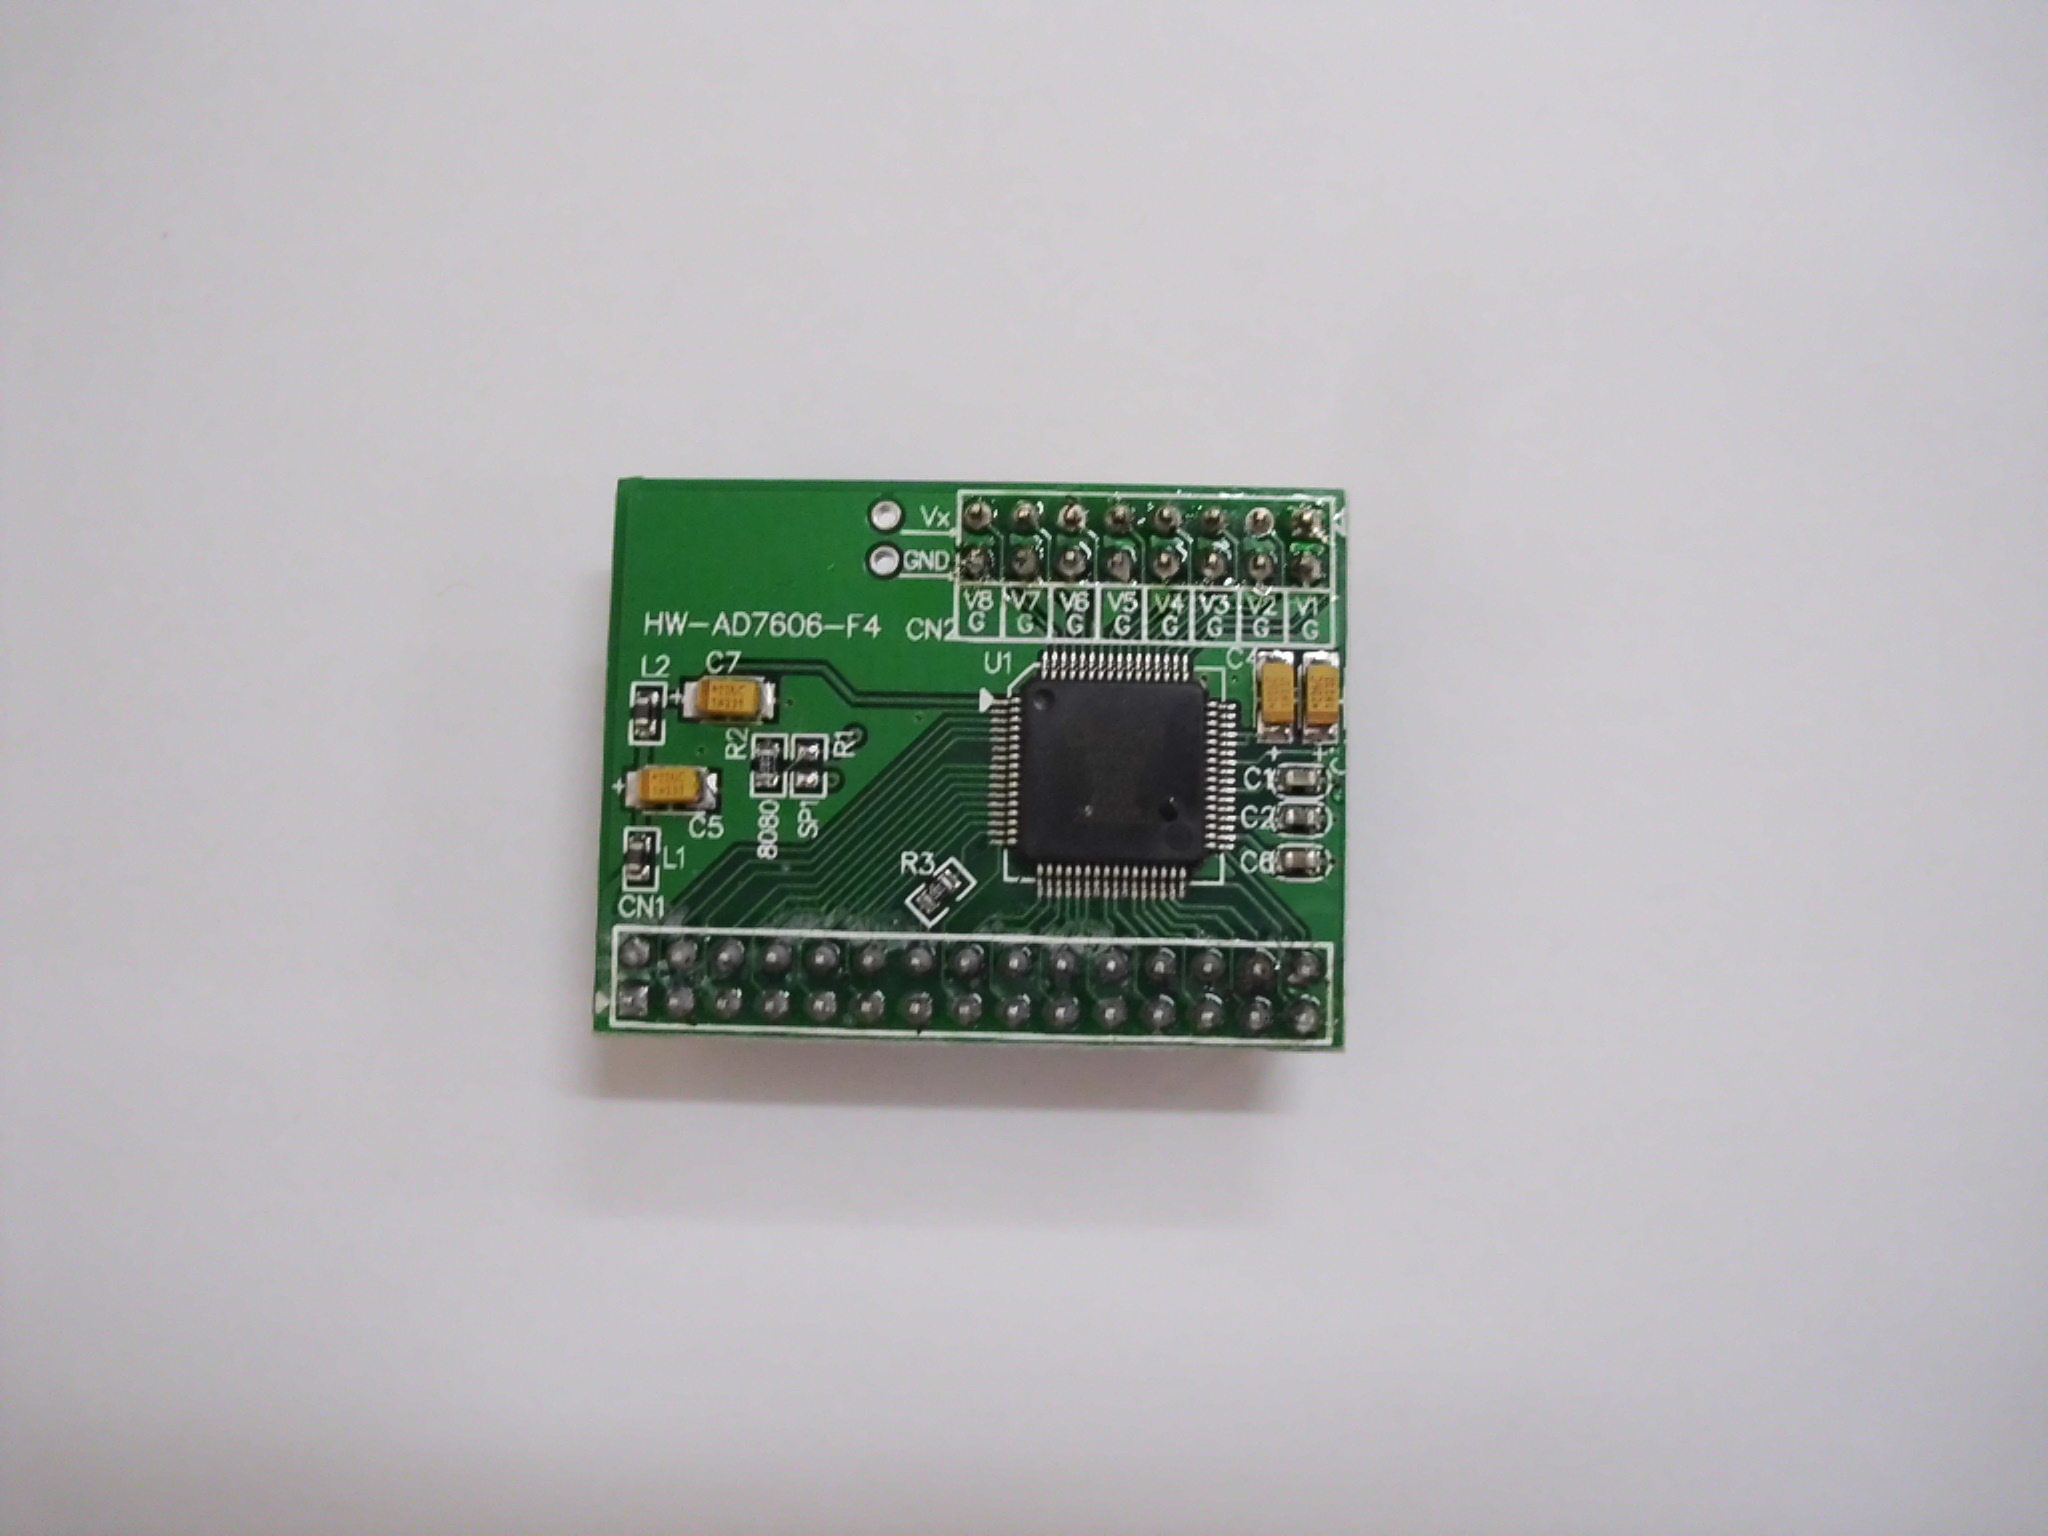 Vx
GND
V8 V7 V6 V5 V4 V3 V2 V1
G G G G G G G G
HW-AD7606-F4 CN2
L2 C7 U1 C4
R2 R1
C1
C5 8080 SP1 C2
L1 R3 C6
CN1